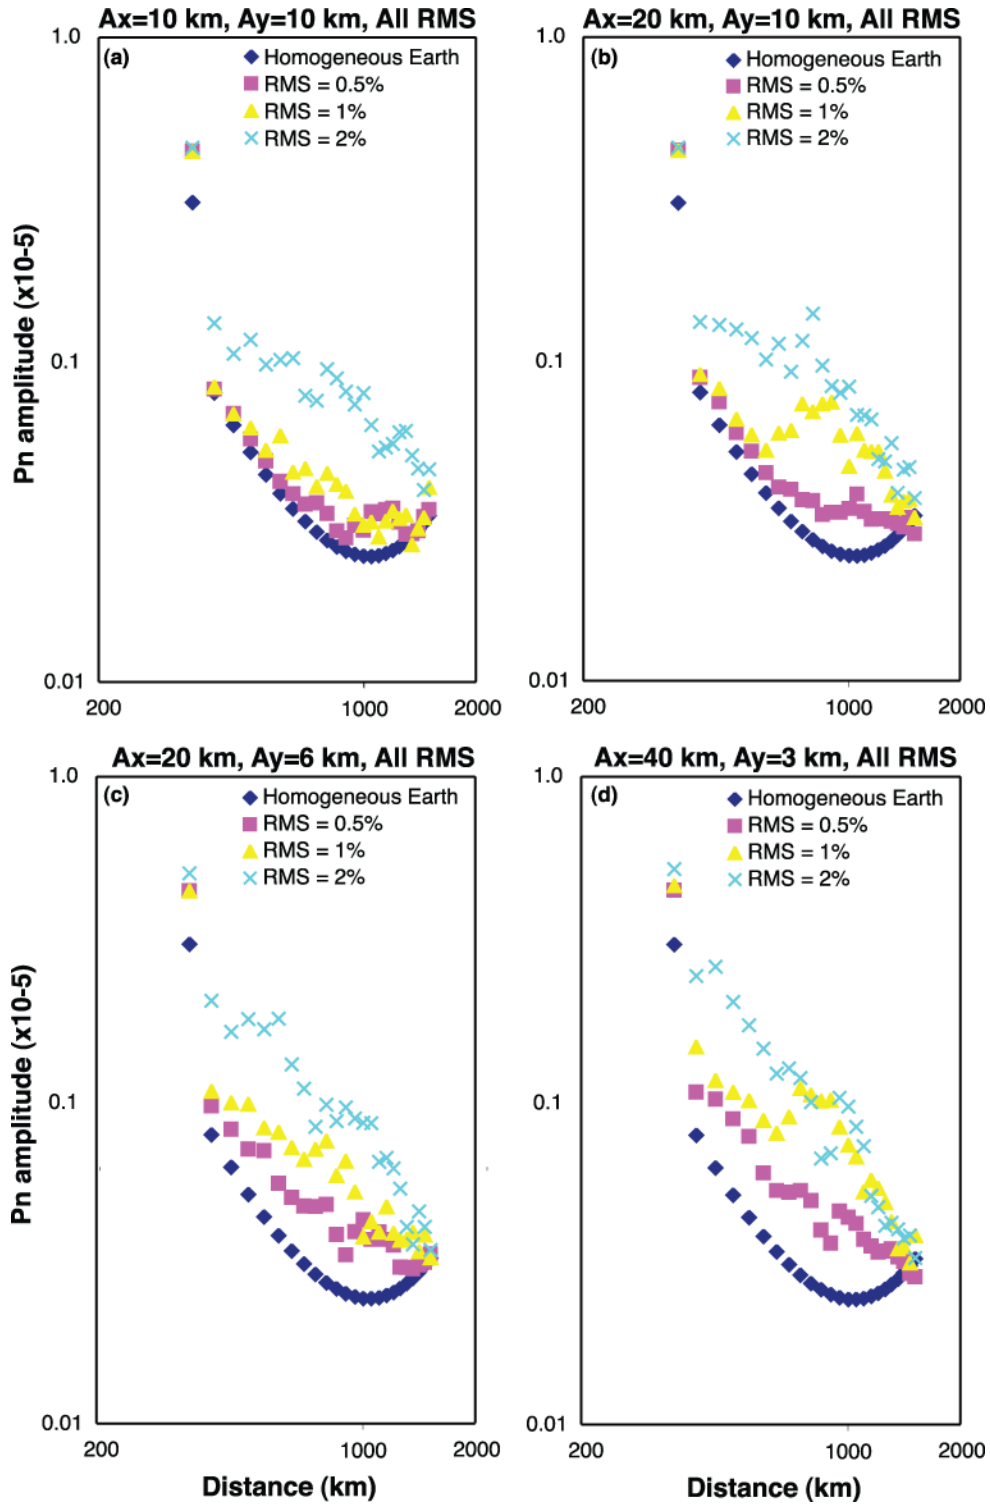 Ax=10 km, Ay=10 km, All RMS
1.0
(a)
Homogeneous Earth
RMS = 0.5%
RMS = 1%
RMS = 2%
Pn amplitude (x10-5)
0.1
0.01
200
1000
2000
Ax=20 km, Ay=10 km, All RMS
1.0
(b)
Homogeneous Earth
RMS = 0.5%
RMS = 1%
RMS = 2%
0.1
0.01
200
1000
2000
Ax=20 km, Ay=6 km, All RMS
1.0
(c)
Homogeneous Earth
RMS = 0.5%
RMS = 1%
RMS = 2%
Pn amplitude (x10-5)
0.1
0.01
200
1000
2000
Distance (km)
Ax=40 km, Ay=3 km, All RMS
1.0
(d)
Homogeneous Earth
RMS = 0.5%
RMS = 1%
RMS = 2%
0.1
0.01
200
1000
2000
Distance (km)